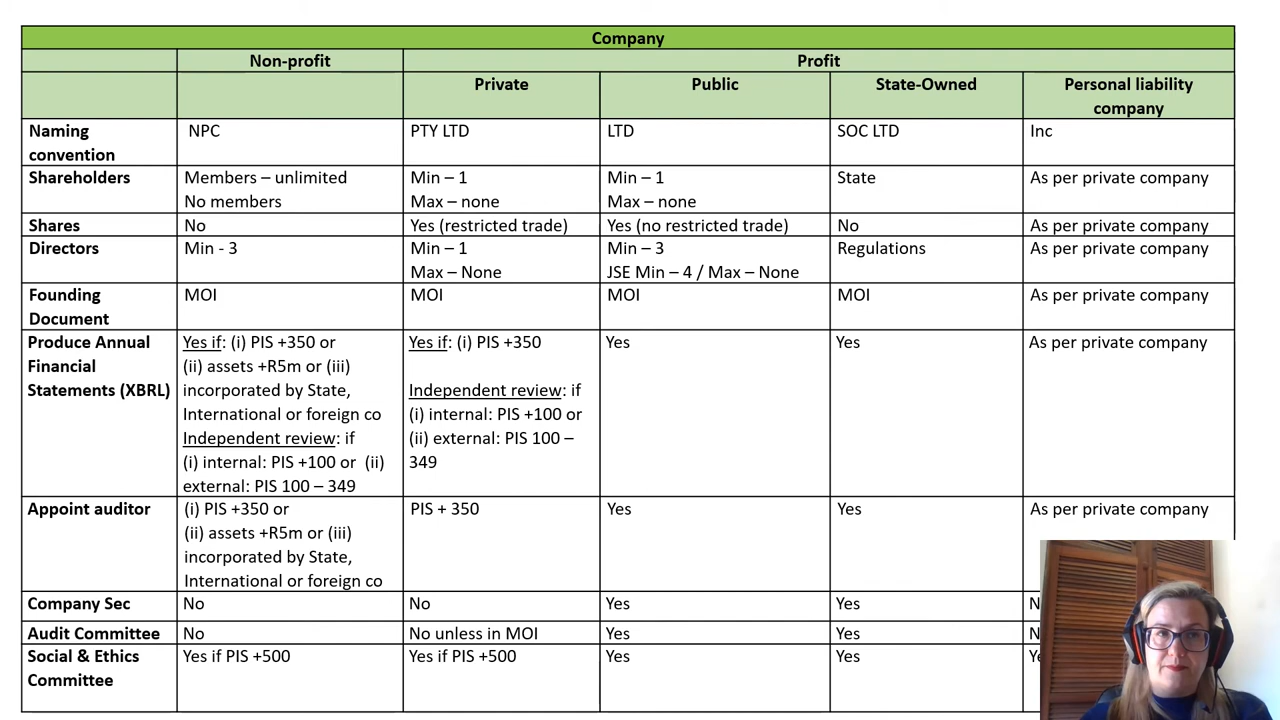 Company
Non-profit
Profit
Private
Public
State-Owned
Personal liability
company
Naming
convention
NPC
PTY LTD
LTD
SOC LTD
Inc
Shareholders
Members – unlimited
No members
Min – 1
Max – none
Min – 1
Max – none
State
As per private company
Shares
No
Yes (restricted trade)
Yes (no restricted trade)
No
As per private company
Directors
Min - 3
Min – 1
Max – None
Min – 3
JSE Min – 4 / Max – None
Regulations
As per private company
Founding
Document
MOI
MOI
MOI
MOI
As per private company
Produce Annual
Financial
Statements (XBRL)
Yes if: (i) PIS +350 or
(ii) assets +R5m or (iii)
incorporated by State,
International or foreign co
Independent review: if
(i) internal: PIS +100 or (ii)
external: PIS 100 – 349
Yes if: (i) PIS +350
Independent review: if
(i) internal: PIS +100 or
(ii) external: PIS 100 –
349
Yes
Yes
As per private company
Appoint auditor
(i) PIS +350 or
(ii) assets +R5m or (iii)
incorporated by State,
International or foreign co
PIS + 350
Yes
Yes
As per private company
Company Sec
No
No
Yes
Yes
Audit Committee
No
No unless in MOI
Yes
Yes
Social & Ethics
Committee
Yes if PIS +500
Yes if PIS +500
Yes
Yes